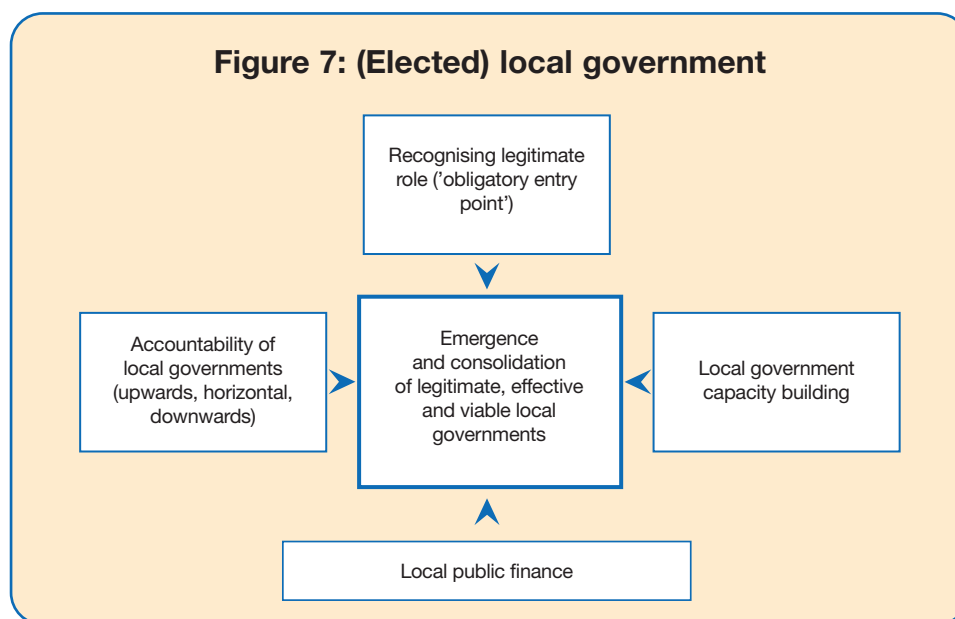 Figure 7: (Elected) local government
Recognising legitimate
role ('obligatory entry
point')
Accountability of
local governments
(upwards, horizontal,
downwards)
Emergence
and consolidation
of legitimate, effective
and viable local
governments
Local government
capacity building
Local public finance